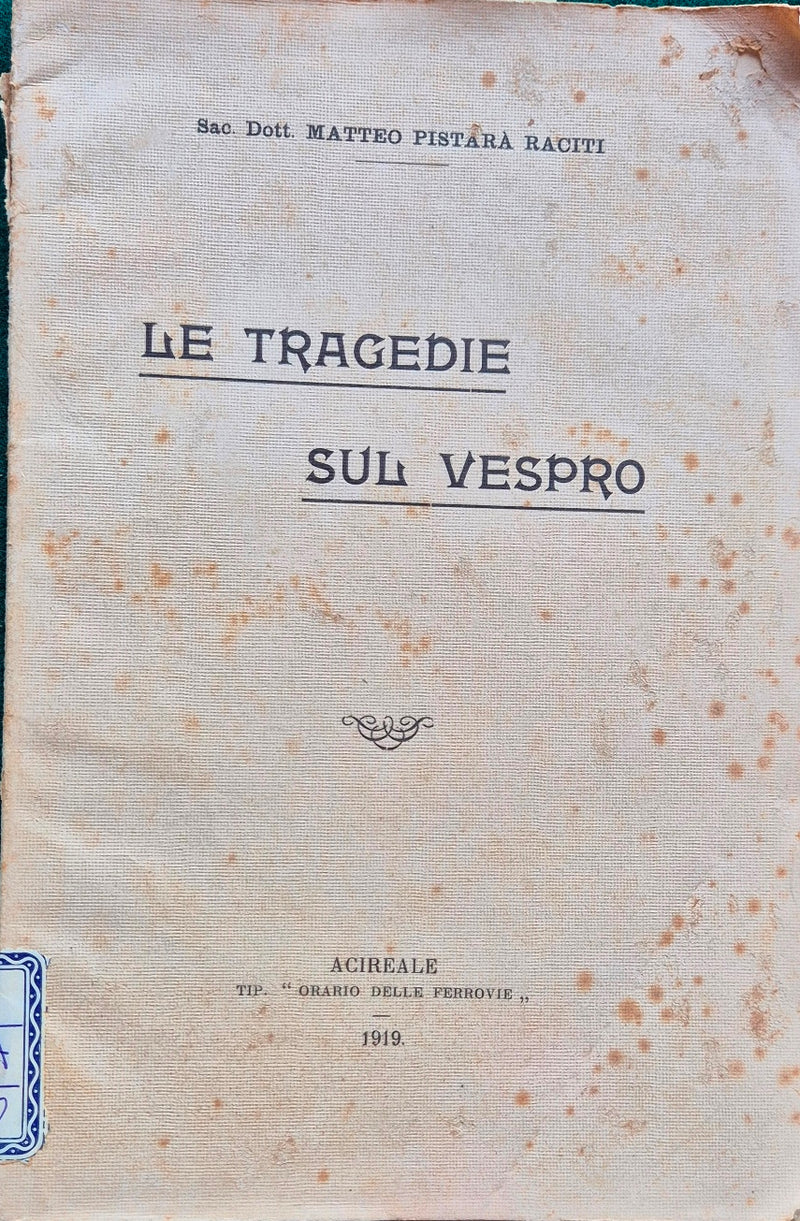 Sac. Dott. MATTEO PISTARÀ RACITI
LE TRAGEDIE
SUL VESPRO
ACIREALE
TIP. “ ORARIO DELLE FERROVIE „
1919.